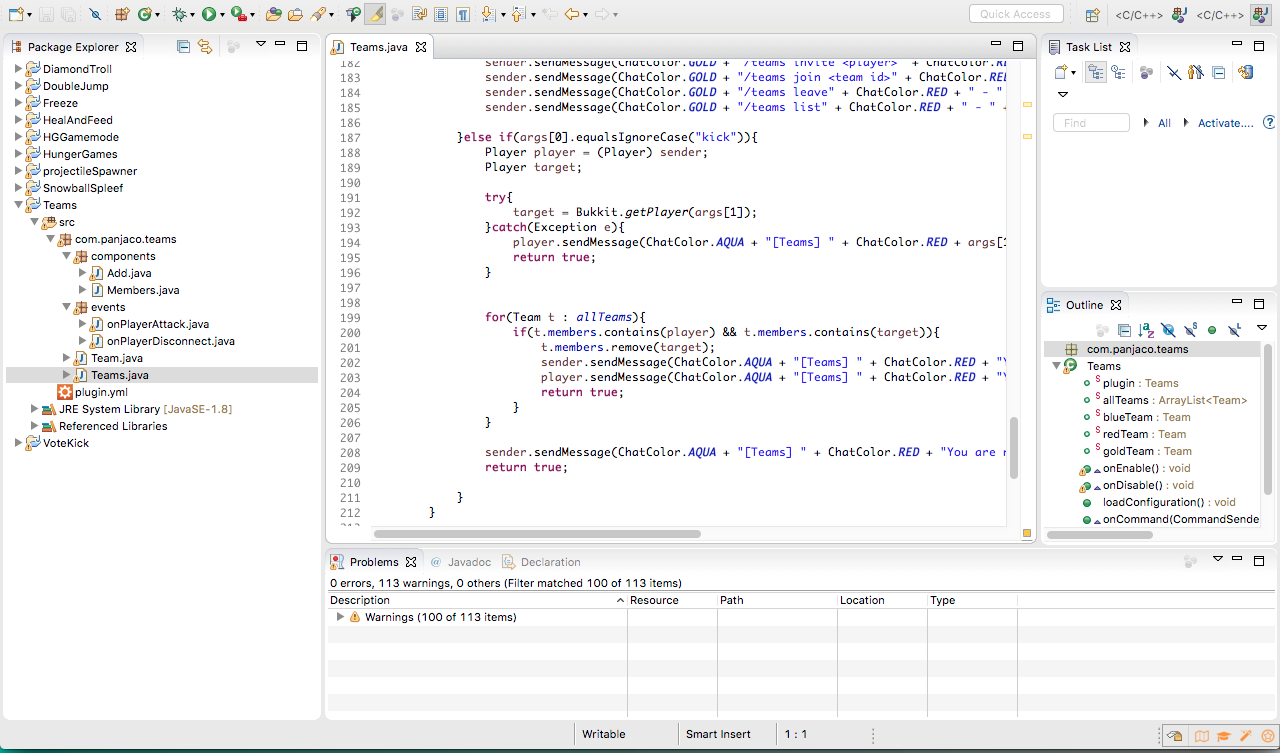 Quick Access
<C/C++>
<C/C++>
Package Explorer
DiamondTroll
DoubleJump
Freeze
HealAndFeed
HGGamemode
HungerGames
projectileSpawner
SnowballSpleef
Teams
src
com.panjaco.teams
components
Add.java
Members.java
events
onPlayerAttack.java
onPlayerDisconnect.java
Team.java
Teams.java
plugin.yml
JRE System Library [JavaSE-1.8]
Referenced Libraries
VoteKick
Teams.java
182 sender.sendMessage(ChatColor.GOLD + "/teams invite <player>" + ChatColor.RE
183 sender.sendMessage(ChatColor.GOLD + "/teams join <team id>" + ChatColor.RED
184 sender.sendMessage(ChatColor.GOLD + "/teams leave" + ChatColor.RED + " - "
185 sender.sendMessage(ChatColor.GOLD + "/teams list" + ChatColor.RED + " - " +
186
187 }else if(args[0].equalsIgnoreCase("kick")){
188 Player player = (Player) sender;
189 Player target;
190
191 try{
192 target = Bukkit.getPlayer(args[1]);
193 }catch(Exception e){
194 player.sendMessage(ChatColor.AQUA + "[Teams] " + ChatColor.RED + args[1
195 return true;
196 }
197
198
199 for(Team t : allTeams){
200 if(t.members.contains(player) && t.members.contains(target)){
201 t.members.remove(target);
202 sender.sendMessage(ChatColor.AQUA + "[Teams] " + ChatColor.RED + "Y
203 player.sendMessage(ChatColor.AQUA + "[Teams] " + ChatColor.RED + "Y
204 return true;
205 }
206 }
207
208 sender.sendMessage(ChatColor.AQUA + "[Teams] " + ChatColor.RED + "You are n
209 return true;
210
211 }
212 }
213
Task List
Find
All
Activate....
Outline
com.panjaco.teams
Teams
plugin : Teams
allTeams : ArrayList<Team>
blueTeam : Team
redTeam : Team
goldTeam : Team
onEnable() : void
onDisable() : void
loadConfiguration() : void
onCommand(CommandSende
Problems
@ Javadoc
Declaration
0 errors, 113 warnings, 0 others (Filter matched 100 of 113 items)
Description Resource Path Location Type
Warnings (100 of 113 items)
Writable
Smart Insert
1 : 1